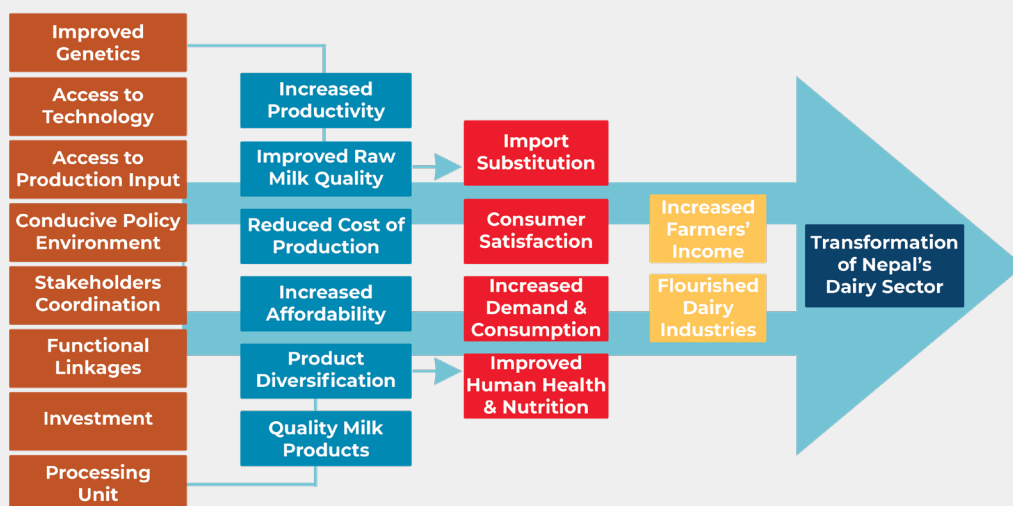 Improved
Genetics
Access to
Technology
Access to
Production Input
Conducive Policy
Environment
Stakeholders
Coordination
Functional
Linkages
Investment
Processing
Unit
Increased
Productivity
Improved Raw
Milk Quality
Reduced Cost of
Production
Increased
Affordability
Product
Diversification
Quality Milk
Products
Import
Substitution
Consumer
Satisfaction
Increased
Demand &
Consumption
Improved
Human Health
& Nutrition
Increased
Farmers’
Income
Flourished
Dairy
Industries
Transformation
of Nepal’s
Dairy Sector